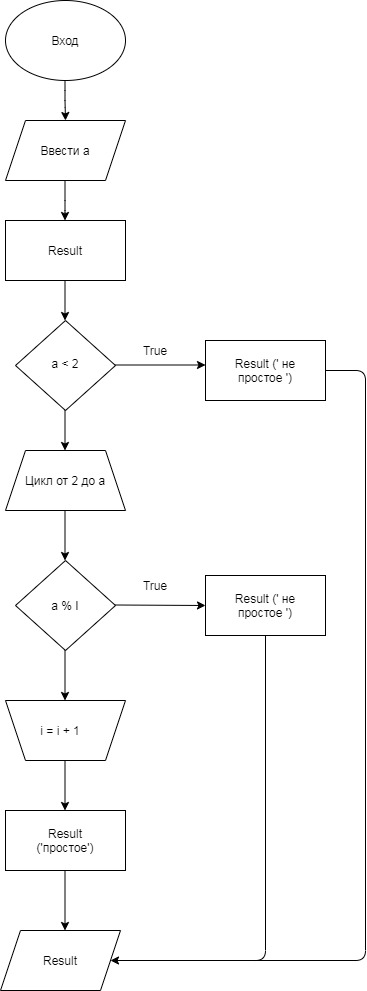 Вход
Ввести а
Result
a < 2
True
Result (' не
простое ')
Цикл от 2 до а
a % I
True
Result (' не
простое ')
i = i + 1
Result
('простое')
Result